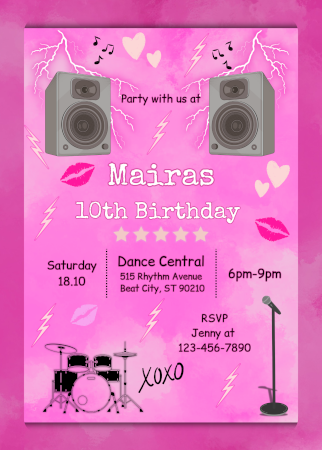 Party with us at
Mairas
10th Birthday
Saturday
18.10
Dance Central
515 Rhythm Avenue
Beat City, ST 90210
6pm-9pm
RSVP
Jenny at
123-456-7890
XOXO